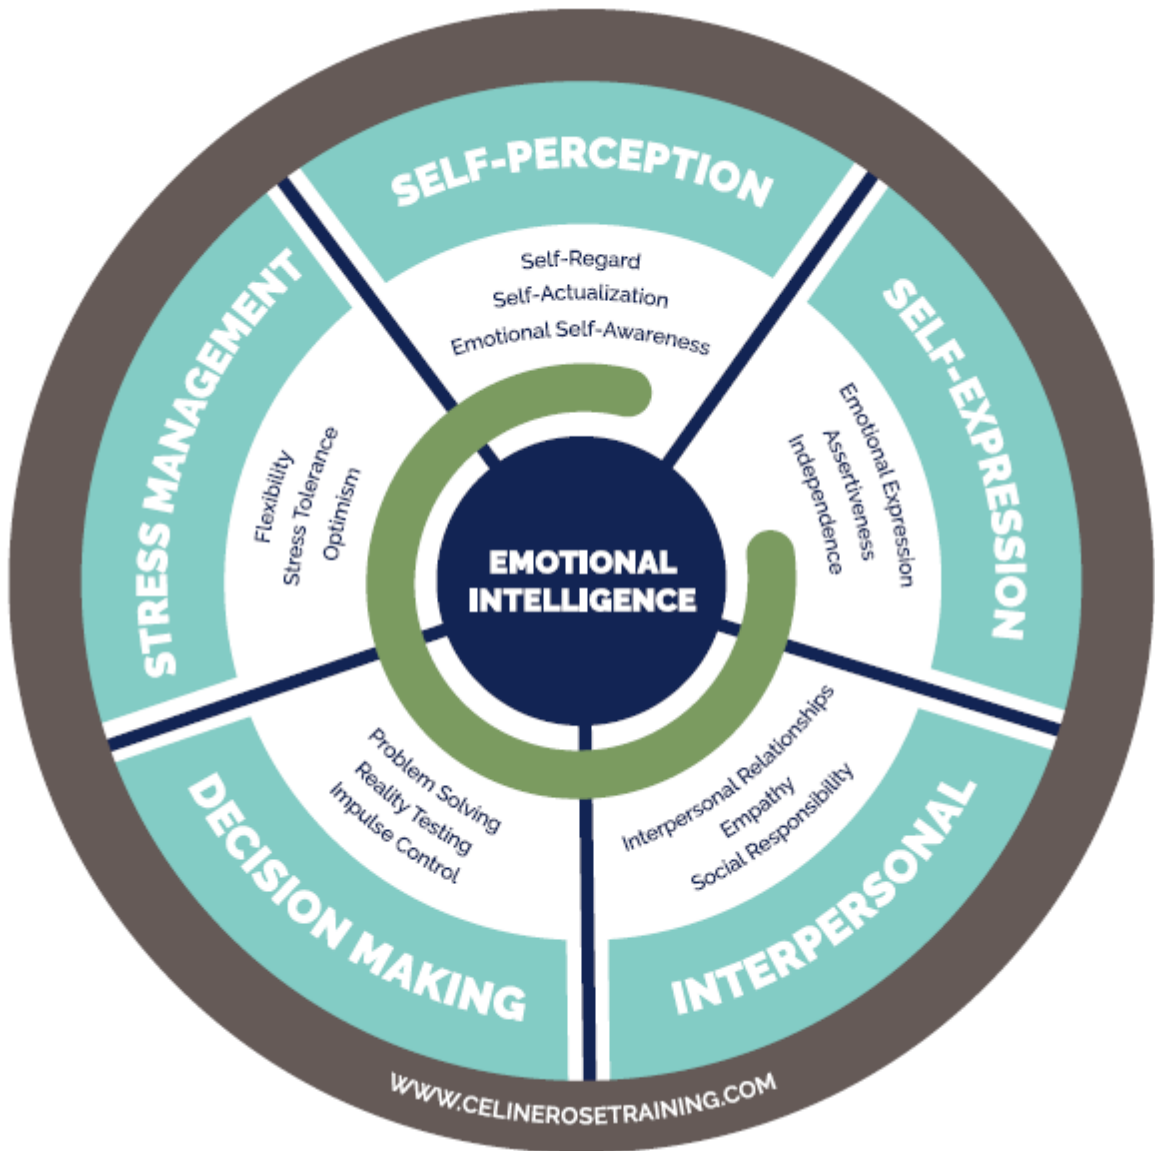 SELF-PERCEPTION
Self-Regard
Self-Actualization
Emotional Self-Awareness
SELF-EXPRESSION
Emotional Expression
Assertiveness
Independence
INTERPERSONAL
Interpersonal Relationships
Empathy
Social Responsibility
DECISION MAKING
Problem Solving
Reality Testing
Impulse Control
STRESS MANAGEMENT
Flexibility
Stress Tolerance
Optimism
EMOTIONAL
INTELLIGENCE
WWW.CELINEROSETRAINING.COM